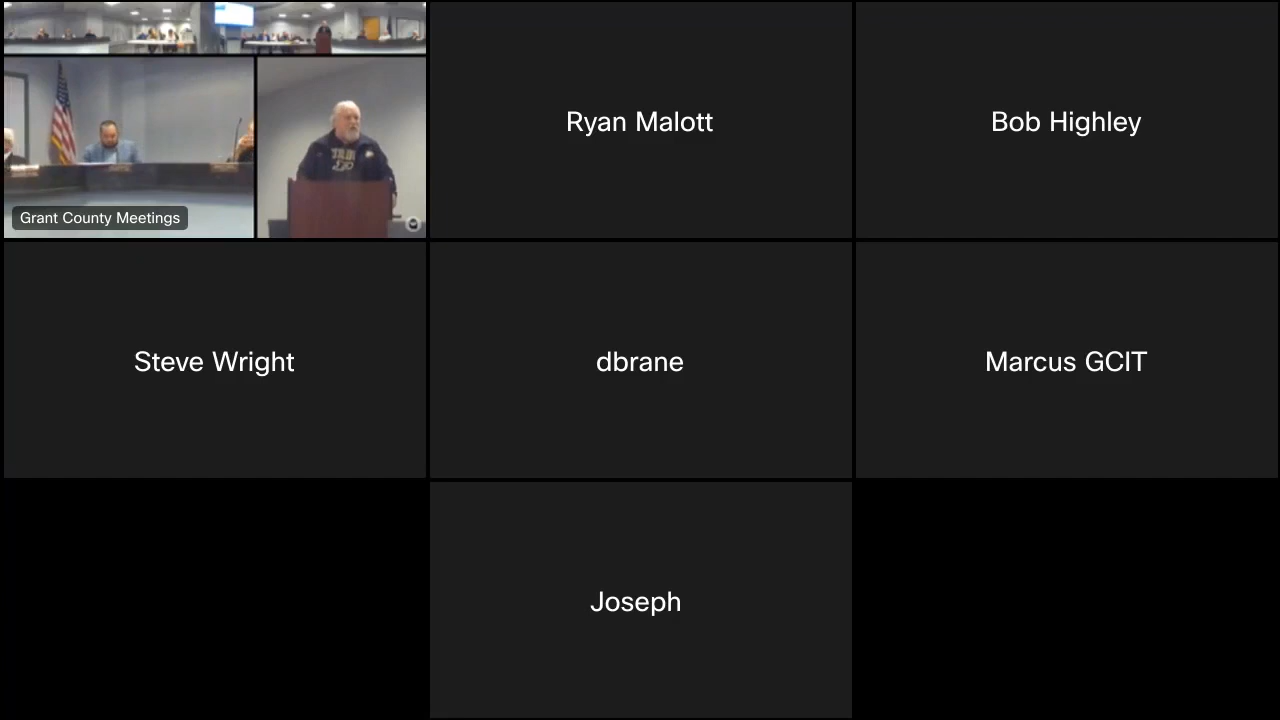 Grant County Meetings
Ryan Malott
Bob Highley
Steve Wright
dbrane
Marcus GCIT
Joseph